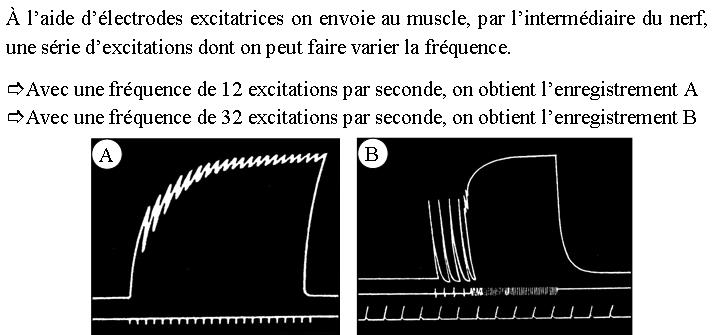 À l’aide d’électrodes excitatrices on envoie au muscle, par l’intermédiaire du nerf,
une série d’excitations dont on peut faire varier la fréquence.
⇨Avec une fréquence de 12 excitations par seconde, on obtient l’enregistrement A
⇨Avec une fréquence de 32 excitations par seconde, on obtient l’enregistrement B
A
B